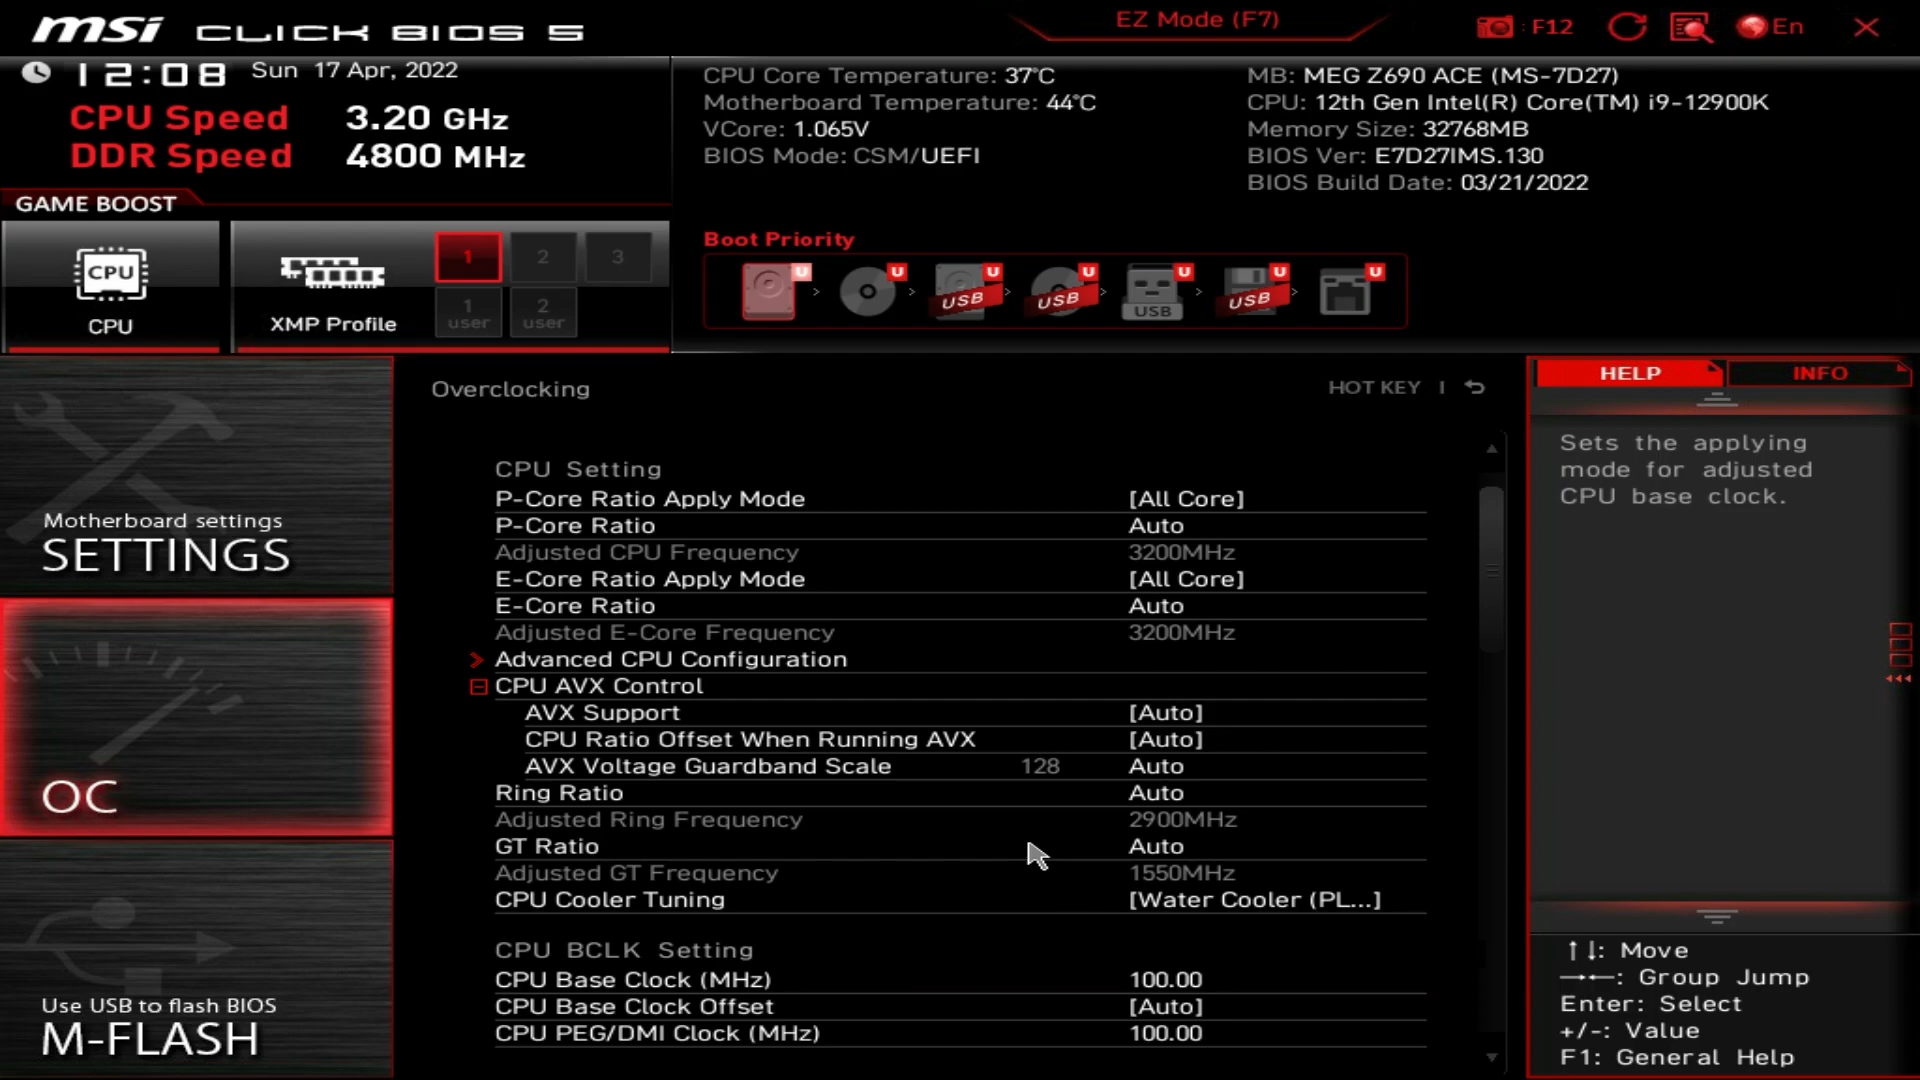 msi CLICK BIOS 5
EZ Mode (F7)
: F12
En
12:08 Sun 17 Apr, 2022
CPU Speed 3.20 GHz
DDR Speed 4800 MHz
CPU Core Temperature: 37°C
Motherboard Temperature: 44°C
VCore: 1.065V
BIOS Mode: CSM/UEFI
MB: MEG Z690 ACE (MS-7D27)
CPU: 12th Gen Intel(R) Core(TM) i9-12900K
Memory Size: 32768MB
BIOS Ver: E7D27IMS.130
BIOS Build Date: 03/21/2022
GAME BOOST
CPU
CPU
XMP Profile
1 2 3
1 user 2 user
Boot Priority
U U U U U U U
USB USB USB USB
Motherboard settings
SETTINGS
OC
Use USB to flash BIOS
M-FLASH
Overclocking
HOT KEY |
CPU Setting
P-Core Ratio Apply Mode [All Core]
P-Core Ratio Auto
Adjusted CPU Frequency 3200MHz
E-Core Ratio Apply Mode [All Core]
E-Core Ratio Auto
Adjusted E-Core Frequency 3200MHz
Advanced CPU Configuration
CPU AVX Control
AVX Support [Auto]
CPU Ratio Offset When Running AVX [Auto]
AVX Voltage Guardband Scale 128 Auto
Ring Ratio Auto
Adjusted Ring Frequency 2900MHz
GT Ratio Auto
Adjusted GT Frequency 1550MHz
CPU Cooler Tuning [Water Cooler (PL...]
CPU BCLK Setting
CPU Base Clock (MHz) 100.00
CPU Base Clock Offset [Auto]
CPU PEG/DMI Clock (MHz) 100.00
HELP
INFO
Sets the applying
mode for adjusted
CPU base clock.
↑↓: Move
→←: Group Jump
Enter: Select
+/-: Value
F1: General Help